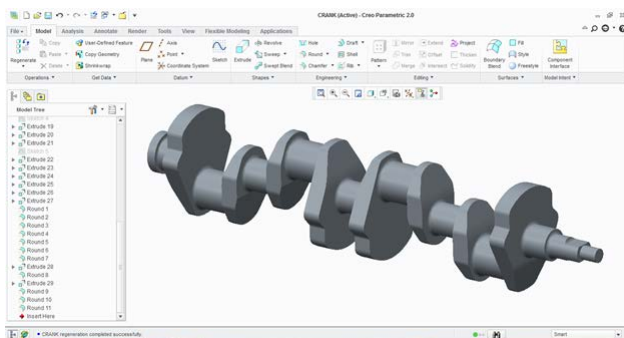 CRANK (Active) - Creo Parametric 2.0
File Model Analysis Annotate Render Tools View Flexible Modeling Applications
Regenerate Copy Paste Delete User-Defined Feature Copy Geometry Shrinkwrap Plane Axis Point Coordinate System Sketch Extrude Revolve Sweep Swept Blend Hole Round Chamfer Draft Shell Rib Pattern Mirror Extend Project Trim Offset Thicken Merge Intersect Solidify Boundary Blend Fill Style Freestyle Component Interface
Operations Get Data Datum Shapes Engineering Editing Surfaces Model Intent
Model Tree
Extrude 19
Extrude 20
Extrude 21
Extrude 22
Extrude 23
Extrude 24
Extrude 25
Extrude 26
Extrude 27
Round 1
Round 2
Round 3
Round 4
Round 5
Round 6
Round 7
Extrude 28
Round 8
Extrude 29
Round 9
Round 10
Round 11
Insert Here
CRANK regeneration completed successfully.
Smart